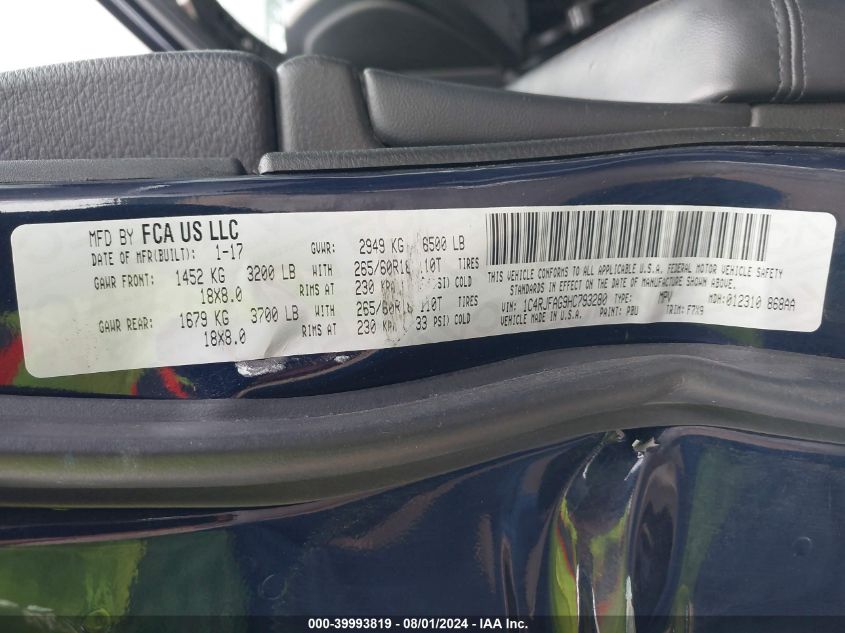 MFD BY FCA US LLC
DATE OF MFR(BUILT): 1-17 GVWR: 2949 KG 6500 LB
GAWR FRONT: 1452 KG 3200 LB WITH 265/60R18 110T TIRES
18X8.0 RIMS AT 230 KPA PSI COLD
GAWR REAR: 1679 KG 3700 LB WITH 265/60R18 110T TIRES
18X8.0 RIMS AT 230 KPA 33 PSI COLD
THIS VEHICLE CONFORMS TO ALL APPLICABLE U.S.A. FEDERAL MOTOR VEHICLE SAFETY
STANDARDS IN EFFECT ON THE DATE OF MANUFACTURE SHOWN ABOVE.
VIN: 1C4RJFAG9HC793280 TYPE: MPV MDH:012310 868AA
VEHICLE MADE IN U.S.A. PAINT: PBU TRIM: F7X9
000-39993819 - 08/01/2024 - COPYRIGHT IAA, Inc.